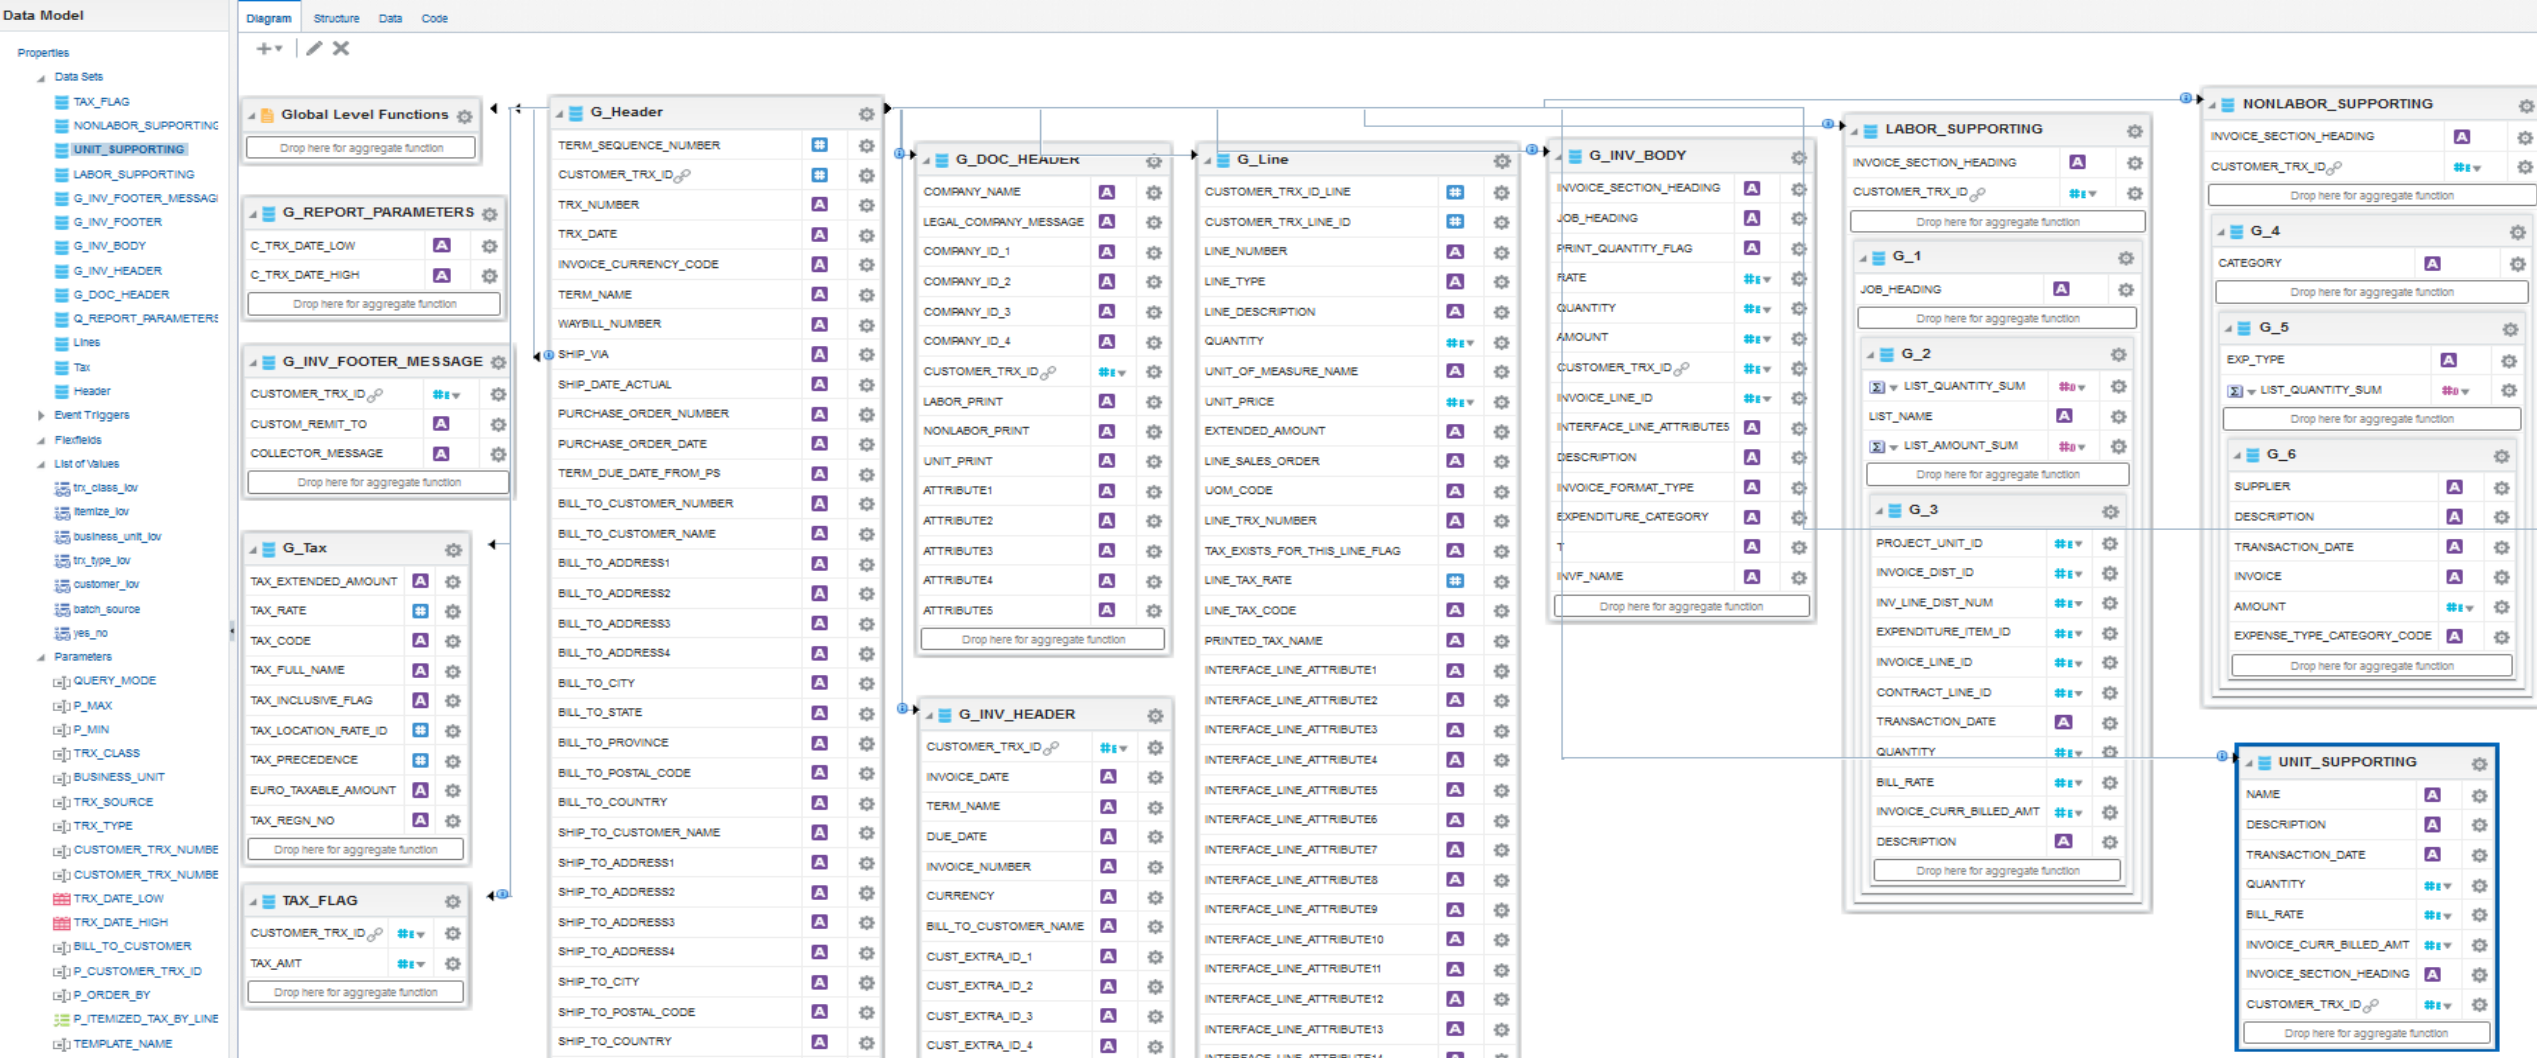 Data Model
Diagram
Structure
Data
Code
Properties
Data Sets
TAX_FLAG
NONLABOR_SUPPORTING
UNIT_SUPPORTING
LABOR_SUPPORTING
G_INV_FOOTER_MESSAGE
G_INV_FOOTER
G_INV_BODY
G_INV_HEADER
G_DOC_HEADER
Q_REPORT_PARAMETERS
Lines
Tax
Header
Event Triggers
Flexfields
List of Values
trx_class_lov
itemize_lov
business_unit_lov
trx_type_lov
customer_lov
batch_source
yes_no
Parameters
QUERY_MODE
P_MAX
P_MIN
TRX_CLASS
BUSINESS_UNIT
TRX_SOURCE
TRX_TYPE
CUSTOMER_TRX_NUMBE
CUSTOMER_TRX_NUMBE
TRX_DATE_LOW
TRX_DATE_HIGH
BILL_TO_CUSTOMER
P_CUSTOMER_TRX_ID
P_ORDER_BY
P_ITEMIZED_TAX_BY_LINE
TEMPLATE_NAME
Global Level Functions
Drop here for aggregate function
G_REPORT_PARAMETERS
C_TRX_DATE_LOW
C_TRX_DATE_HIGH
Drop here for aggregate function
G_INV_FOOTER_MESSAGE
CUSTOMER_TRX_ID
CUSTOM_REMIT_TO
COLLECTOR_MESSAGE
Drop here for aggregate function
G_Tax
TAX_EXTENDED_AMOUNT
TAX_RATE
TAX_CODE
TAX_FULL_NAME
TAX_INCLUSIVE_FLAG
TAX_LOCATION_RATE_ID
TAX_PRECEDENCE
EURO_TAXABLE_AMOUNT
TAX_REGN_NO
Drop here for aggregate function
TAX_FLAG
CUSTOMER_TRX_ID
TAX_AMT
Drop here for aggregate function
G_Header
TERM_SEQUENCE_NUMBER
CUSTOMER_TRX_ID
TRX_NUMBER
TRX_DATE
INVOICE_CURRENCY_CODE
TERM_NAME
WAYBILL_NUMBER
SHIP_VIA
SHIP_DATE_ACTUAL
PURCHASE_ORDER_NUMBER
PURCHASE_ORDER_DATE
TERM_DUE_DATE_FROM_PS
BILL_TO_CUSTOMER_NUMBER
BILL_TO_CUSTOMER_NAME
BILL_TO_ADDRESS1
BILL_TO_ADDRESS2
BILL_TO_ADDRESS3
BILL_TO_ADDRESS4
BILL_TO_CITY
BILL_TO_STATE
BILL_TO_PROVINCE
BILL_TO_POSTAL_CODE
BILL_TO_COUNTRY
SHIP_TO_CUSTOMER_NAME
SHIP_TO_ADDRESS1
SHIP_TO_ADDRESS2
SHIP_TO_ADDRESS3
SHIP_TO_ADDRESS4
SHIP_TO_CITY
SHIP_TO_POSTAL_CODE
SHIP_TO_COUNTRY
G_DOC_HEADER
COMPANY_NAME
LEGAL_COMPANY_MESSAGE
COMPANY_ID_1
COMPANY_ID_2
COMPANY_ID_3
COMPANY_ID_4
CUSTOMER_TRX_ID
LABOR_PRINT
NONLABOR_PRINT
UNIT_PRINT
ATTRIBUTE1
ATTRIBUTE2
ATTRIBUTE3
ATTRIBUTE4
ATTRIBUTE5
Drop here for aggregate function
G_INV_HEADER
CUSTOMER_TRX_ID
INVOICE_DATE
TERM_NAME
DUE_DATE
INVOICE_NUMBER
CURRENCY
BILL_TO_CUSTOMER_NAME
CUST_EXTRA_ID_1
CUST_EXTRA_ID_2
CUST_EXTRA_ID_3
CUST_EXTRA_ID_4
G_Line
CUSTOMER_TRX_ID_LINE
CUSTOMER_TRX_LINE_ID
LINE_NUMBER
LINE_TYPE
LINE_DESCRIPTION
QUANTITY
UNIT_OF_MEASURE_NAME
UNIT_PRICE
EXTENDED_AMOUNT
LINE_SALES_ORDER
UOM_CODE
LINE_TRX_NUMBER
TAX_EXISTS_FOR_THIS_LINE_FLAG
LINE_TAX_RATE
LINE_TAX_CODE
PRINTED_TAX_NAME
INTERFACE_LINE_ATTRIBUTE1
INTERFACE_LINE_ATTRIBUTE2
INTERFACE_LINE_ATTRIBUTE3
INTERFACE_LINE_ATTRIBUTE4
INTERFACE_LINE_ATTRIBUTE5
INTERFACE_LINE_ATTRIBUTE6
INTERFACE_LINE_ATTRIBUTE7
INTERFACE_LINE_ATTRIBUTE8
INTERFACE_LINE_ATTRIBUTE9
INTERFACE_LINE_ATTRIBUTE10
INTERFACE_LINE_ATTRIBUTE11
INTERFACE_LINE_ATTRIBUTE12
INTERFACE_LINE_ATTRIBUTE13
G_INV_BODY
INVOICE_SECTION_HEADING
JOB_HEADING
PRINT_QUANTITY_FLAG
RATE
QUANTITY
AMOUNT
CUSTOMER_TRX_ID
INVOICE_LINE_ID
INTERFACE_LINE_ATTRIBUTE5
DESCRIPTION
INVOICE_FORMAT_TYPE
EXPENDITURE_CATEGORY
T
INVF_NAME
Drop here for aggregate function
LABOR_SUPPORTING
INVOICE_SECTION_HEADING
CUSTOMER_TRX_ID
Drop here for aggregate function
G_1
JOB_HEADING
Drop here for aggregate function
G_2
LIST_QUANTITY_SUM
LIST_NAME
LIST_AMOUNT_SUM
Drop here for aggregate function
G_3
PROJECT_UNIT_ID
INVOICE_DIST_ID
INV_LINE_DIST_NUM
EXPENDITURE_ITEM_ID
INVOICE_LINE_ID
CONTRACT_LINE_ID
TRANSACTION_DATE
QUANTITY
BILL_RATE
INVOICE_CURR_BILLED_AMT
DESCRIPTION
Drop here for aggregate function
NONLABOR_SUPPORTING
INVOICE_SECTION_HEADING
CUSTOMER_TRX_ID
Drop here for aggregate function
G_4
CATEGORY
Drop here for aggregate function
G_5
EXP_TYPE
LIST_QUANTITY_SUM
Drop here for aggregate function
G_6
SUPPLIER
DESCRIPTION
TRANSACTION_DATE
INVOICE
AMOUNT
EXPENSE_TYPE_CATEGORY_CODE
Drop here for aggregate function
UNIT_SUPPORTING
NAME
DESCRIPTION
TRANSACTION_DATE
QUANTITY
BILL_RATE
INVOICE_CURR_BILLED_AMT
INVOICE_SECTION_HEADING
CUSTOMER_TRX_ID
Drop here for aggregate function